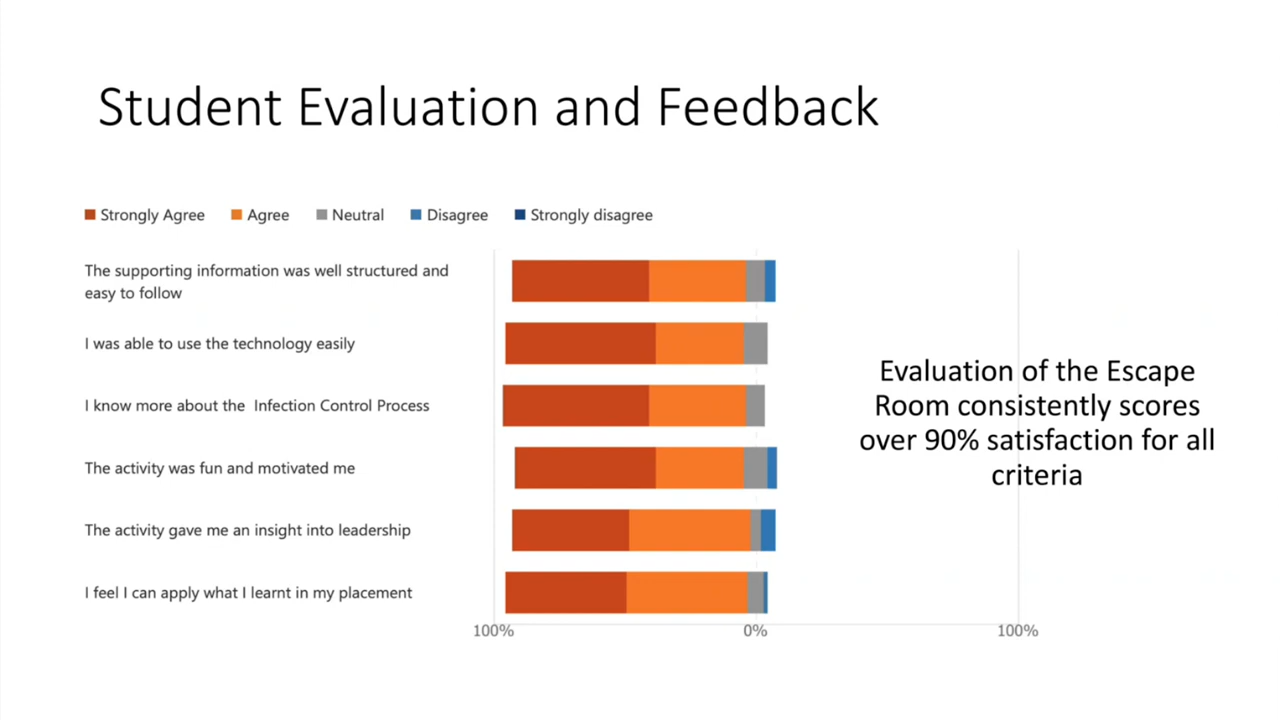 Student Evaluation and Feedback
Strongly Agree Agree Neutral Disagree Strongly disagree
The supporting information was well structured and
easy to follow
I was able to use the technology easily
I know more about the  Infection Control Process
The activity was fun and motivated me
The activity gave me an insight into leadership
I feel I can apply what I learnt in my placement
100% 0% 100%
Evaluation of the Escape
Room consistently scores
over 90% satisfaction for all
criteria